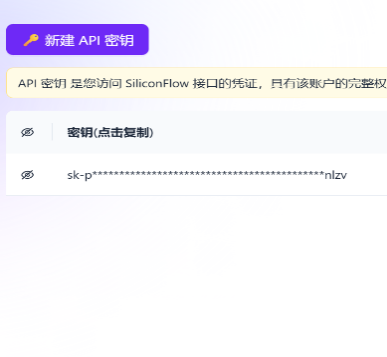 🔑 新建 API 密钥
API 密钥 是您访问 SiliconFlow 接口的凭证，具有该账户的完整权
密钥(点击复制)
sk-p********************************************nlzv